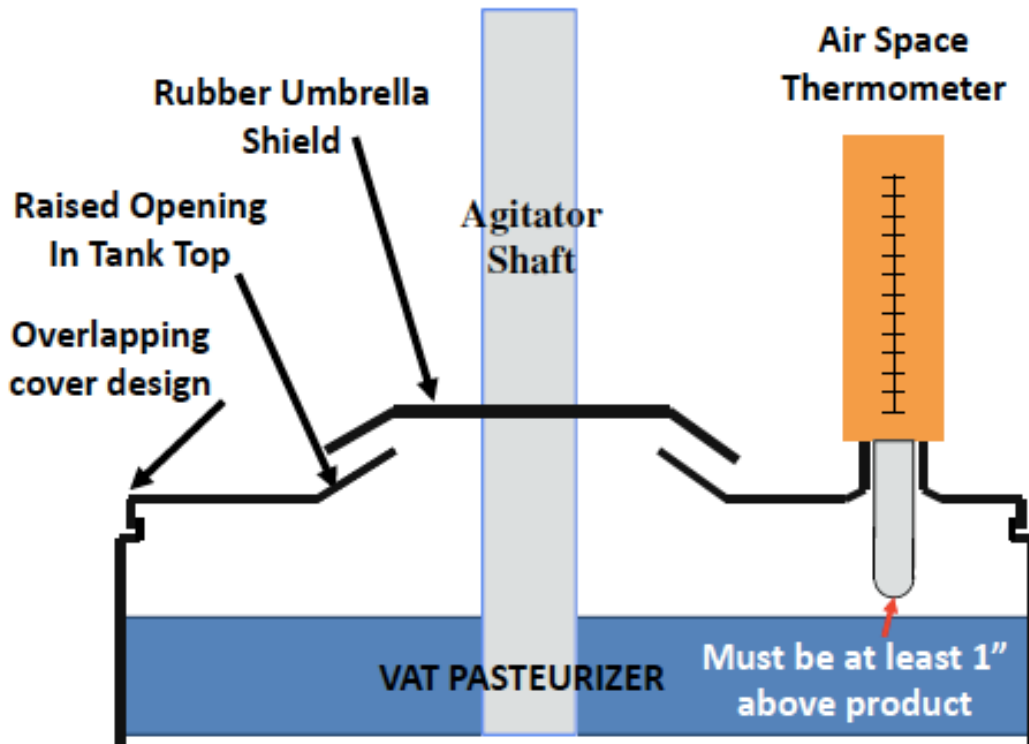 Air Space
Thermometer
Rubber Umbrella
Shield
Raised Opening
In Tank Top
Agitator
Shaft
Overlapping
cover design
VAT PASTEURIZER
Must be at least 1”
above product